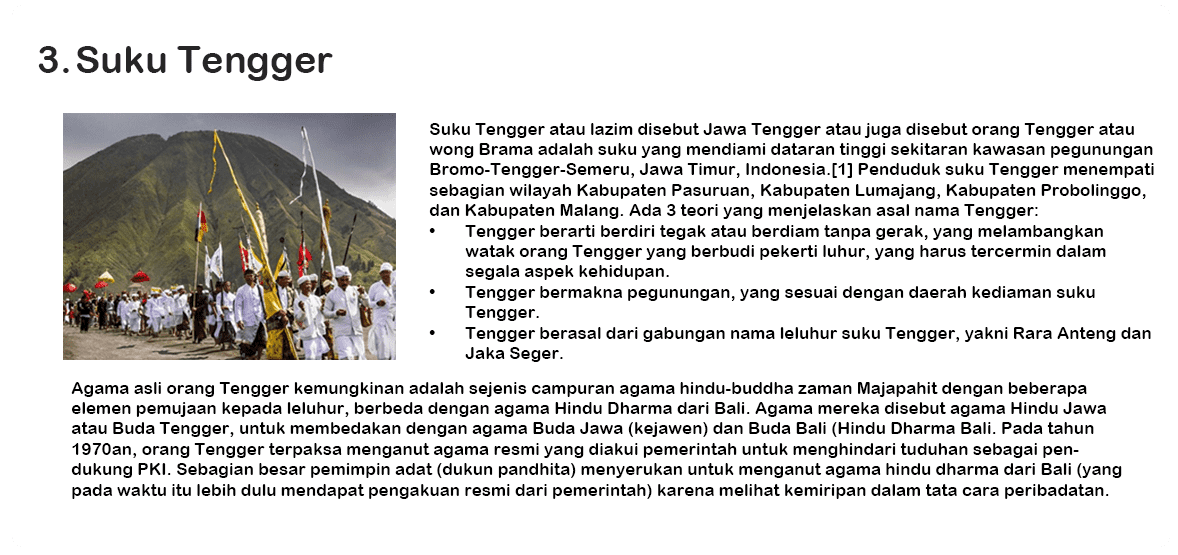 3. Suku Tengger
Suku Tengger atau lazim disebut Jawa Tengger atau juga disebut orang Tengger atau
wong Brama adalah suku yang mendiami dataran tinggi sekitaran kawasan pegunungan
Bromo-Tengger-Semeru, Jawa Timur, Indonesia.[1] Penduduk suku Tengger menempati
sebagian wilayah Kabupaten Pasuruan, Kabupaten Lumajang, Kabupaten Probolinggo,
dan Kabupaten Malang. Ada 3 teori yang menjelaskan asal nama Tengger:
• Tengger berarti berdiri tegak atau berdiam tanpa gerak, yang melambangkan
watak orang Tengger yang berbudi pekerti luhur, yang harus tercermin dalam
segala aspek kehidupan.
• Tengger bermakna pegunungan, yang sesuai dengan daerah kediaman suku
Tengger.
• Tengger berasal dari gabungan nama leluhur suku Tengger, yakni Rara Anteng dan
Jaka Seger.
Agama asli orang Tengger kemungkinan adalah sejenis campuran agama hindu-buddha zaman Majapahit dengan beberapa
elemen pemujaan kepada leluhur, berbeda dengan agama Hindu Dharma dari Bali. Agama mereka disebut agama Hindu Jawa
atau Buda Tengger, untuk membedakan dengan agama Buda Jawa (kejawen) dan Buda Bali (Hindu Dharma Bali. Pada tahun
1970an, orang Tengger terpaksa menganut agama resmi yang diakui pemerintah untuk menghindari tuduhan sebagai pen-
dukung PKI. Sebagian besar pemimpin adat (dukun pandhita) menyerukan untuk menganut agama hindu dharma dari Bali (yang
pada waktu itu lebih dulu mendapat pengakuan resmi dari pemerintah) karena melihat kemiripan dalam tata cara peribadatan.